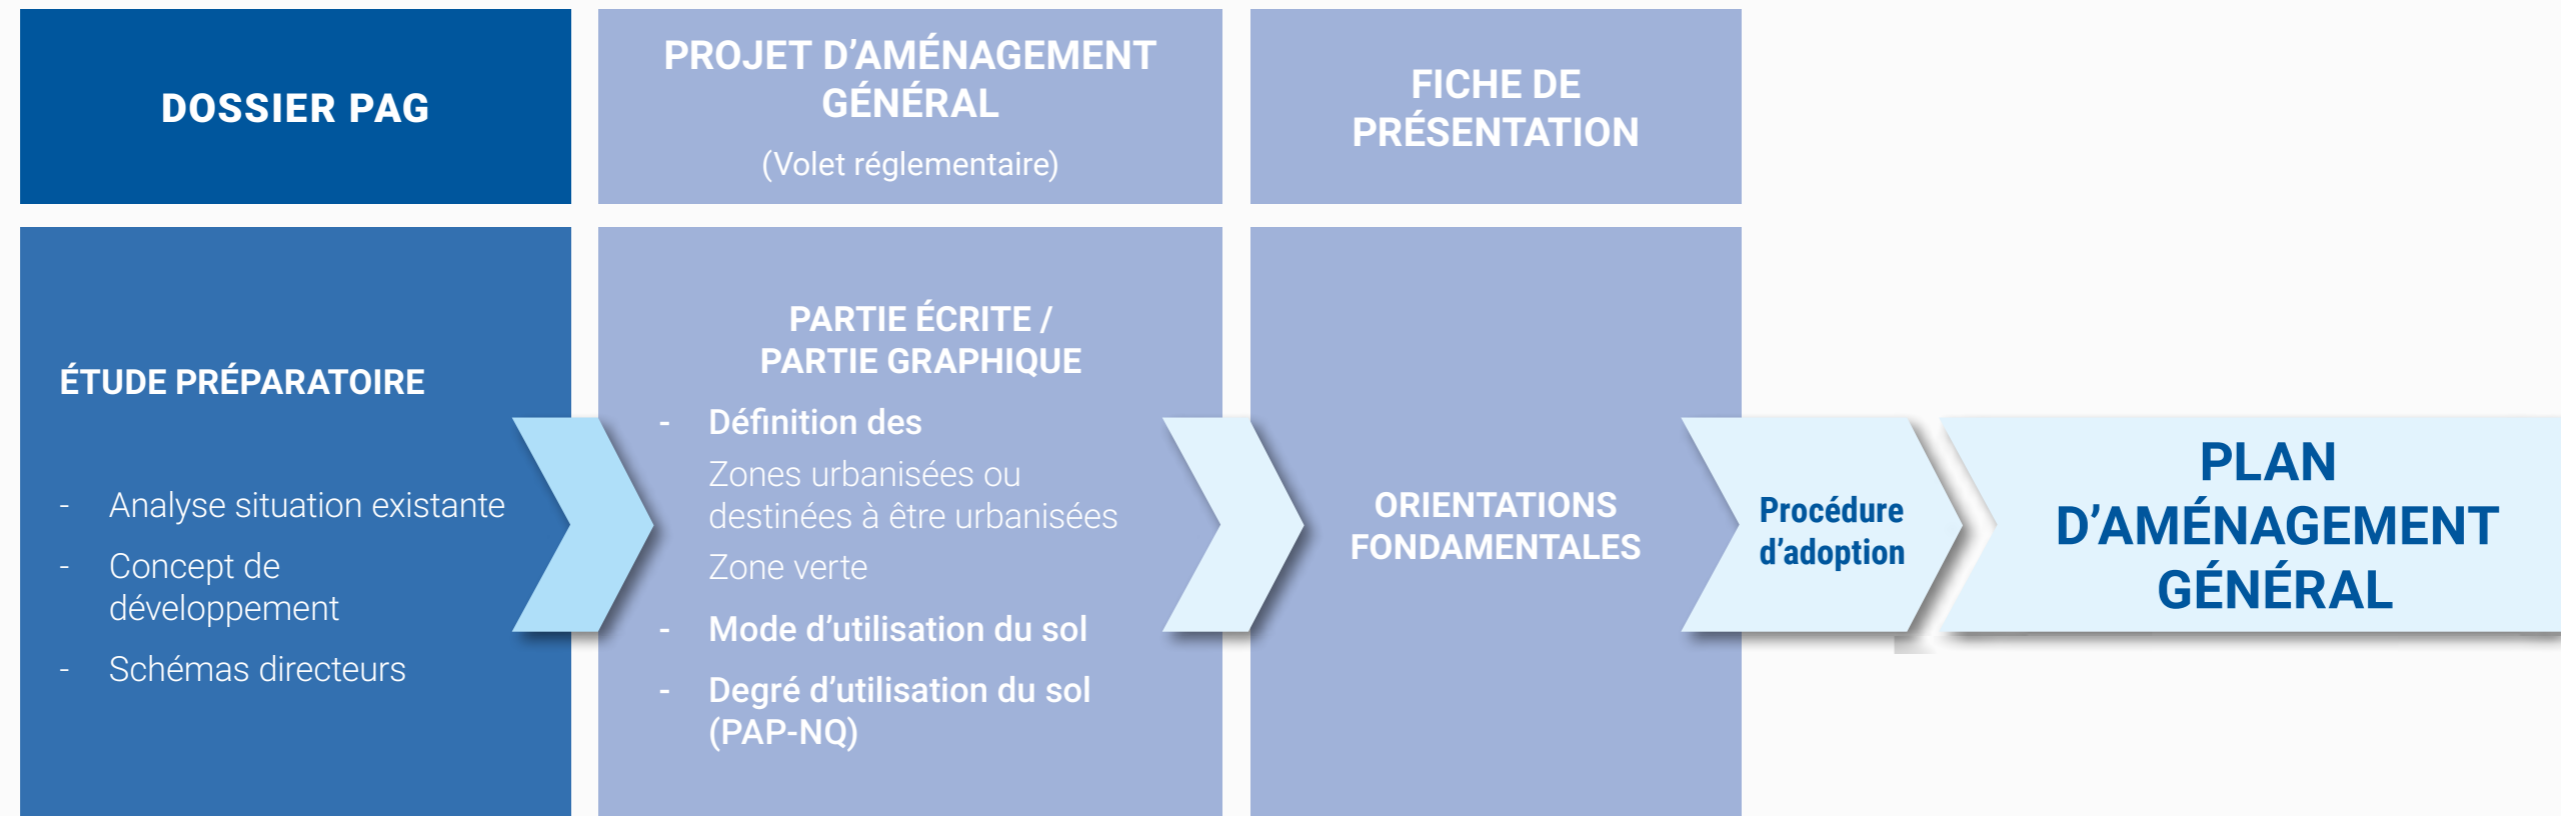 DOSSIER PAG
PROJET D’AMÉNAGEMENT
GÉNÉRAL
(Volet réglementaire)
FICHE DE
PRÉSENTATION
ÉTUDE PRÉPARATOIRE
- Analyse situation existante
- Concept de
développement
- Schémas directeurs
PARTIE ÉCRITE /
PARTIE GRAPHIQUE
- Définition des
Zones urbanisées ou
destinées à être urbanisées
Zone verte
- Mode d’utilisation du sol
- Degré d’utilisation du sol
(PAP-NQ)
ORIENTATIONS
FONDAMENTALES
Procédure
d’adoption
PLAN
D’AMÉNAGEMENT
GÉNÉRAL